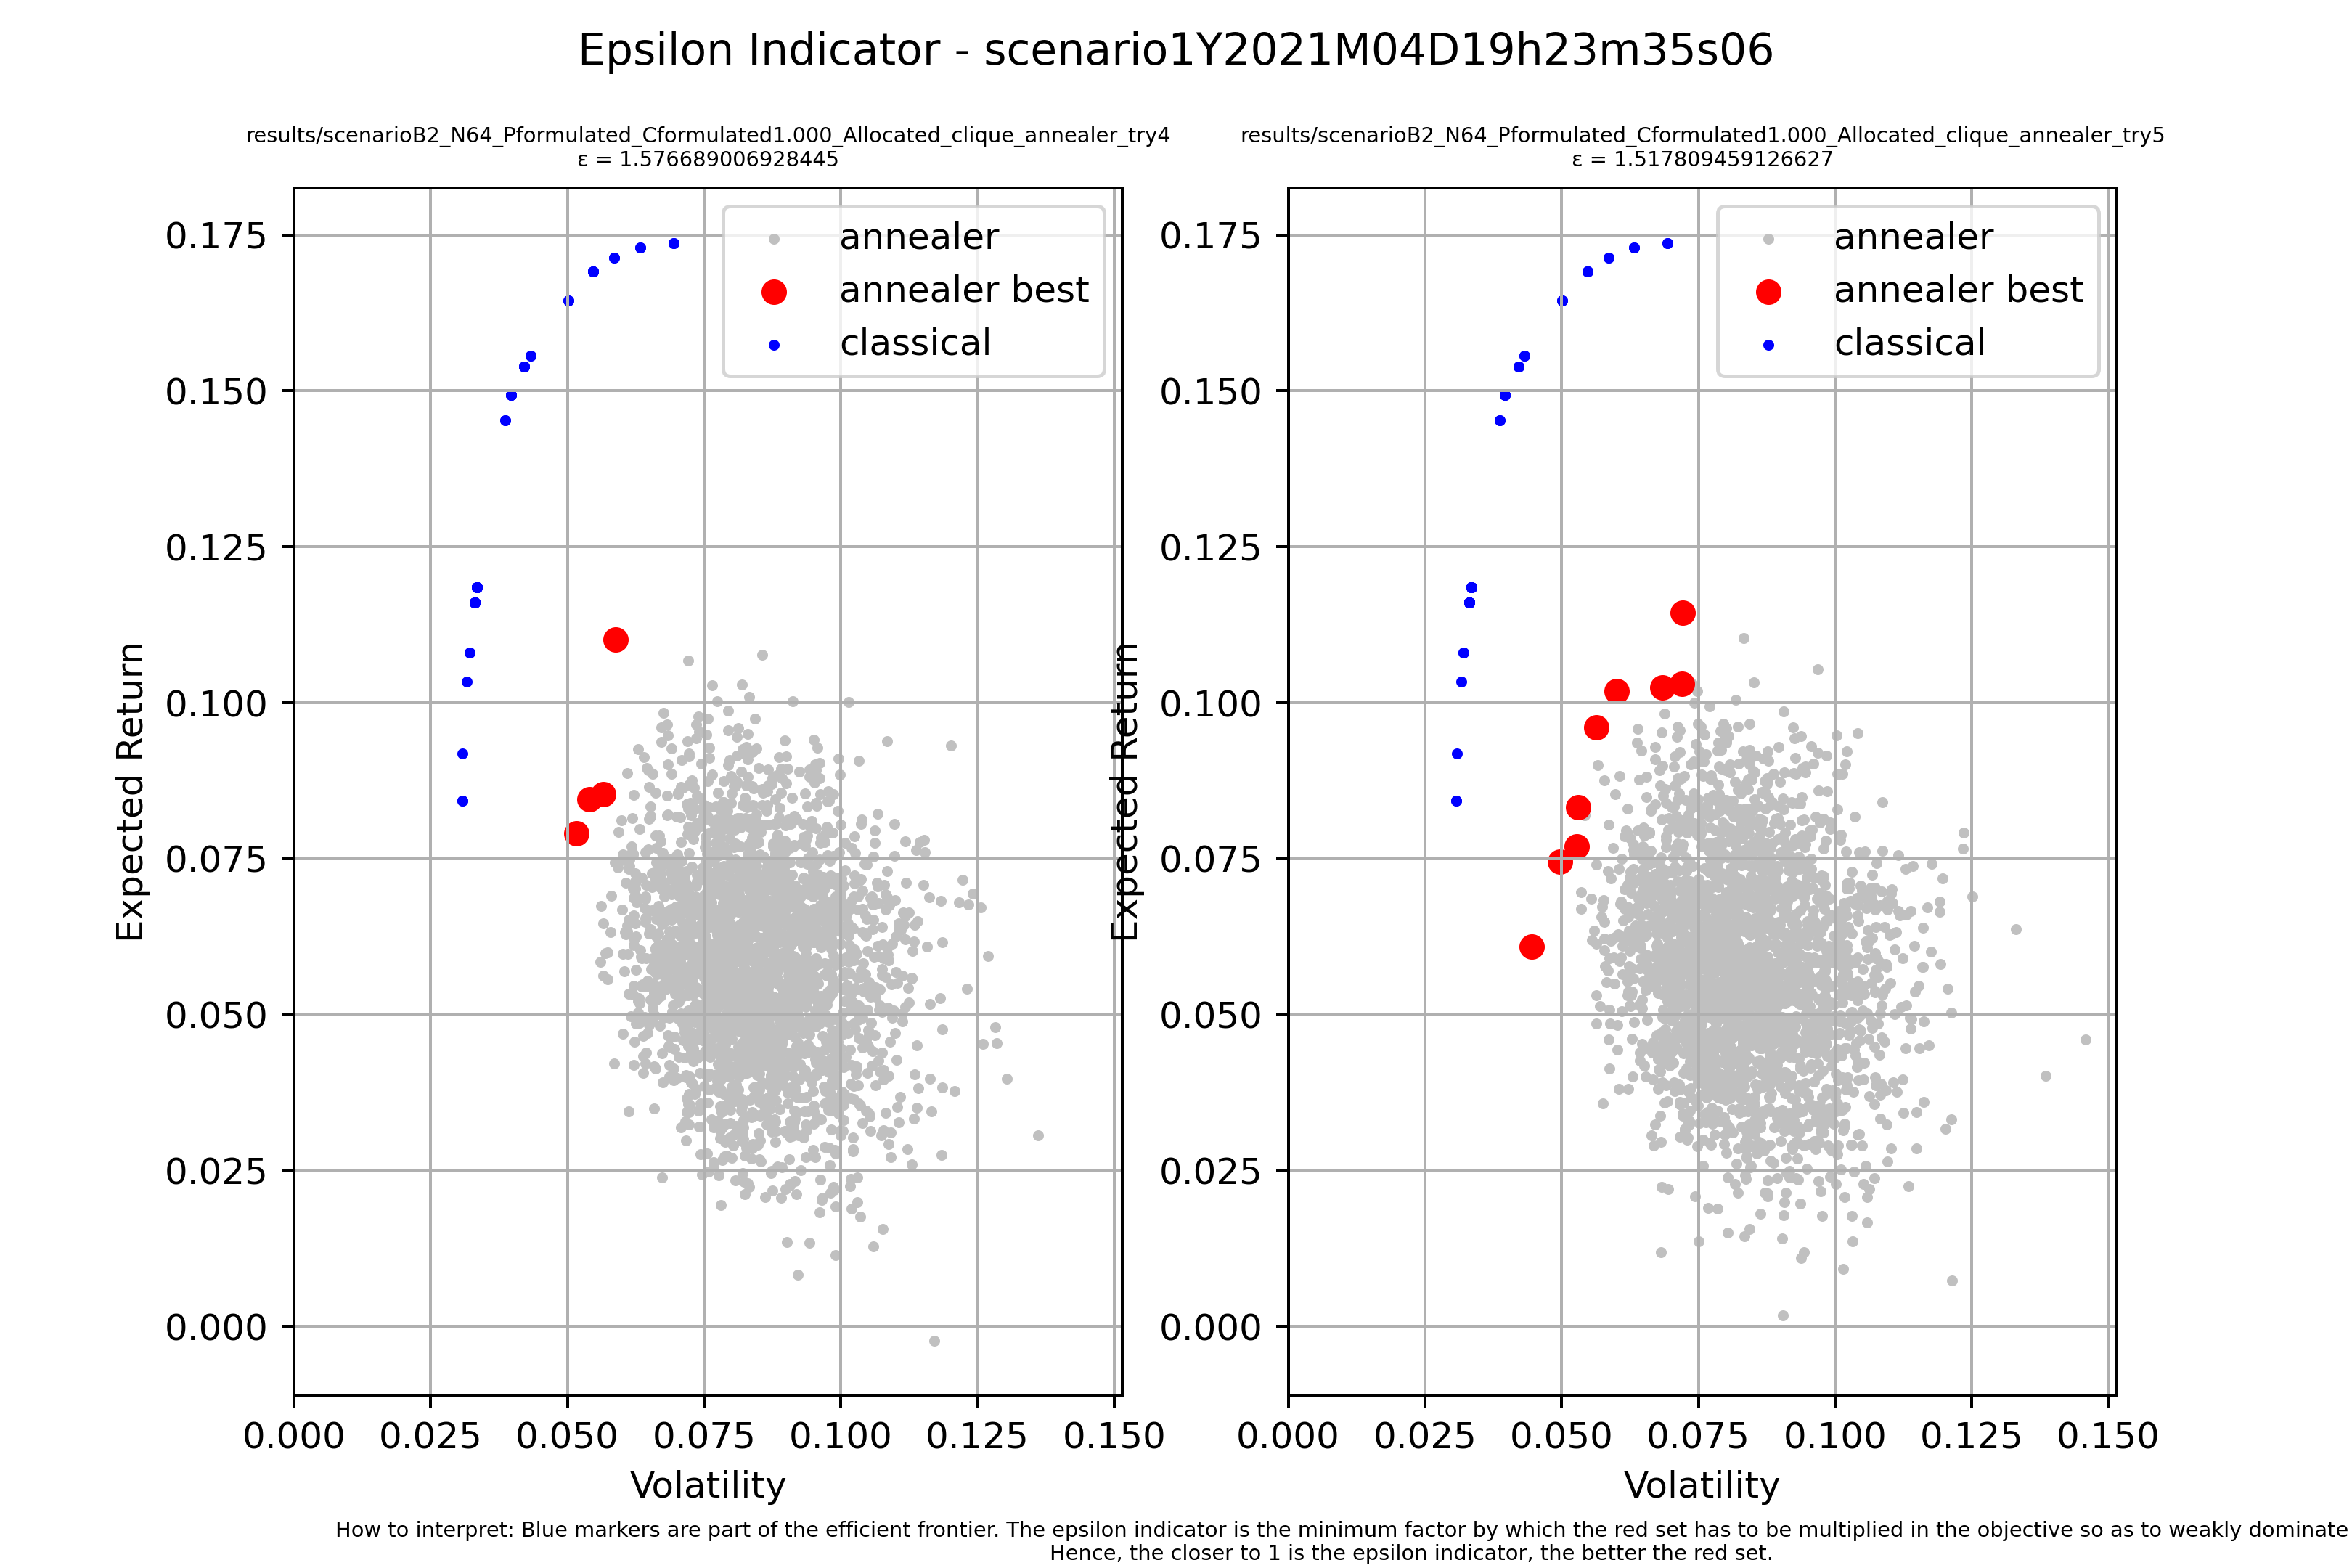 Epsilon Indicator - scenario1Y2021M04D19h23m35s06
results/scenarioB2_N64_Pformulated_Cformulated1.000_Allocated_clique_annealer_try4
ε = 1.576689006928445
annealer
annealer best
classical
0.175
0.150
0.125
0.100
0.075
0.050
0.025
0.000
Expected Return
0.000 0.025 0.050 0.075 0.100 0.125 0.150
Volatility
results/scenarioB2_N64_Pformulated_Cformulated1.000_Allocated_clique_annealer_try5
ε = 1.517809459126627
annealer
annealer best
classical
0.175
0.150
0.125
0.100
0.075
0.050
0.025
0.000
Expected Return
0.000 0.025 0.050 0.075 0.100 0.125 0.150
Volatility
How to interpret: Blue markers are part of the efficient frontier. The epsilon indicator is the minimum factor by which the red set has to be multiplied in the objective so as to weakly dominate
Hence, the closer to 1 is the epsilon indicator, the better the red set.